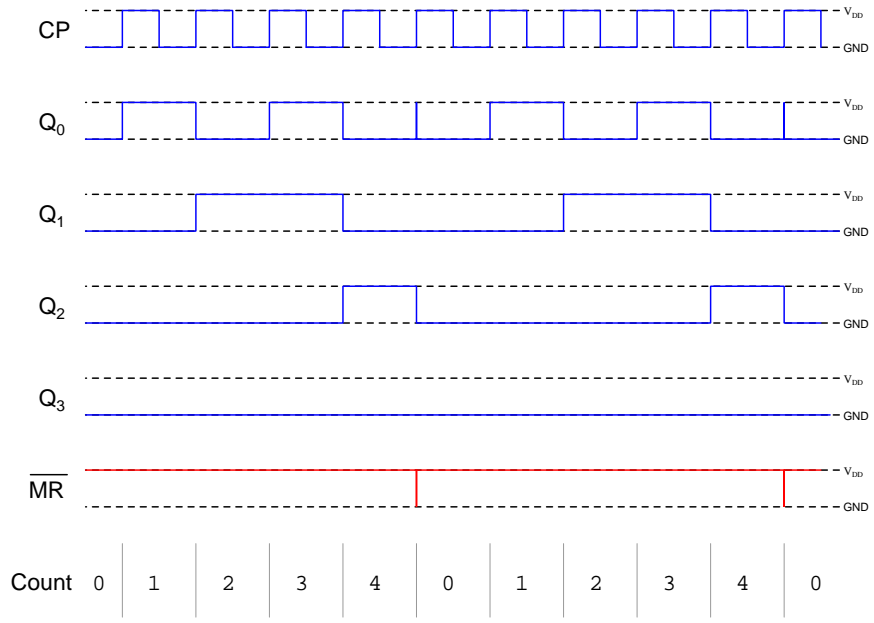 CP V_DD
GND
Q_0 V_DD
GND
Q_1 V_DD
GND
Q_2 V_DD
GND
Q_3 V_DD
GND
M̅R̅ V_DD
GND
Count 0 1 2 3 4 0 1 2 3 4 0